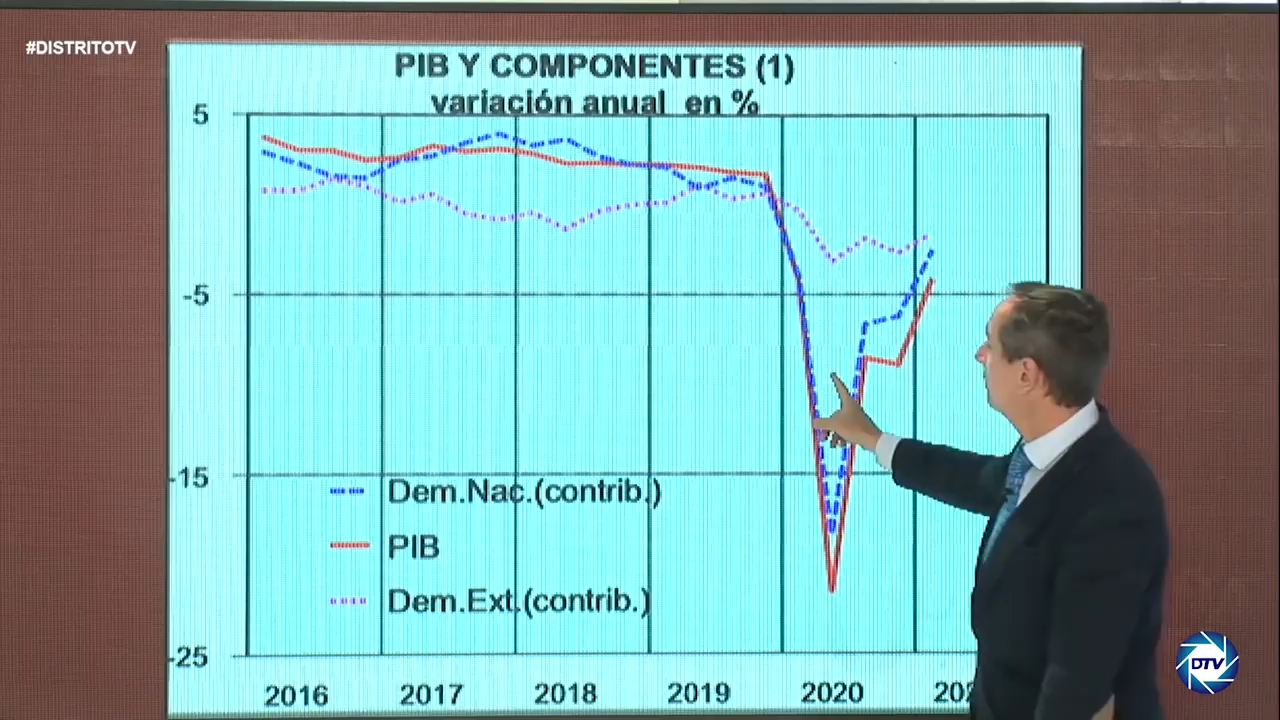 #DISTRITOTV
PIB Y COMPONENTES (1)
variación anual en %
5
-5
-15
-25
Dem.Nac.(contrib.)
PIB
Dem.Ext.(contrib.)
2016 2017 2018 2019 2020
DTV